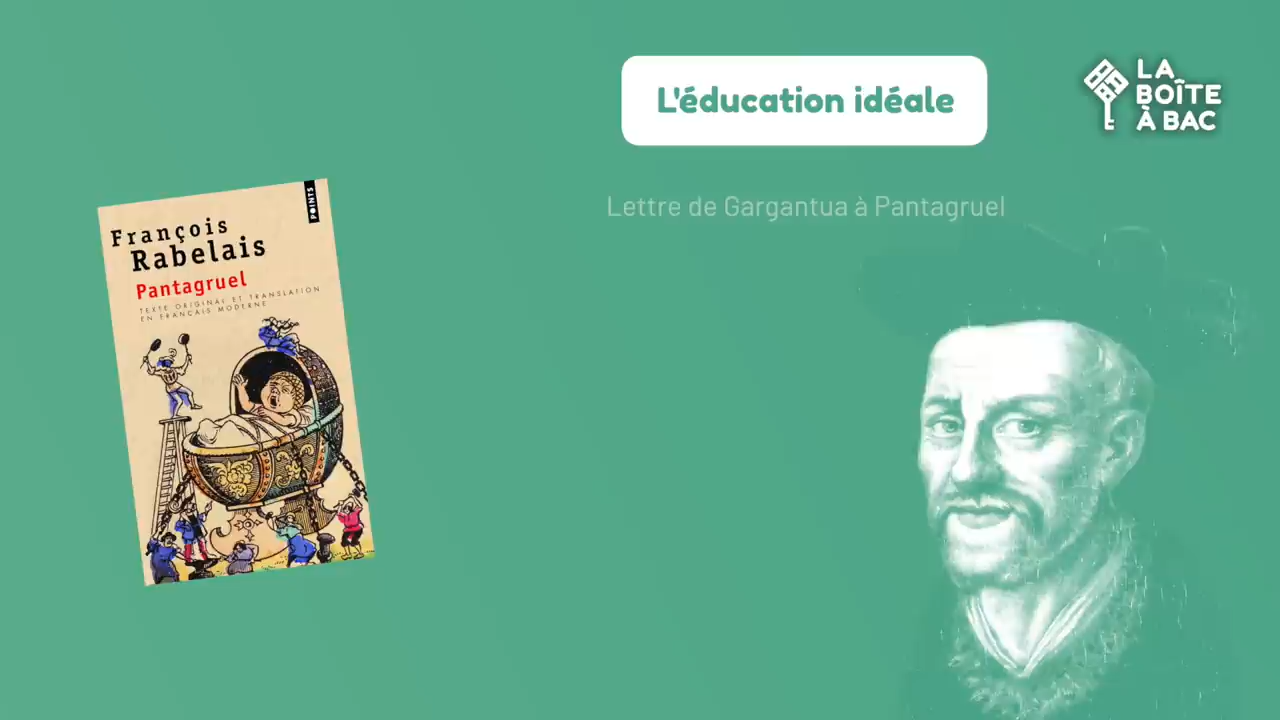 L'éducation idéale
LA
BOÎTE
À BAC
Lettre de Gargantua à Pantagruel
POINTS
François
Rabelais
Pantagruel
TEXTE ORIGINAL ET TRANSLATION
EN FRANÇAIS MODERNE